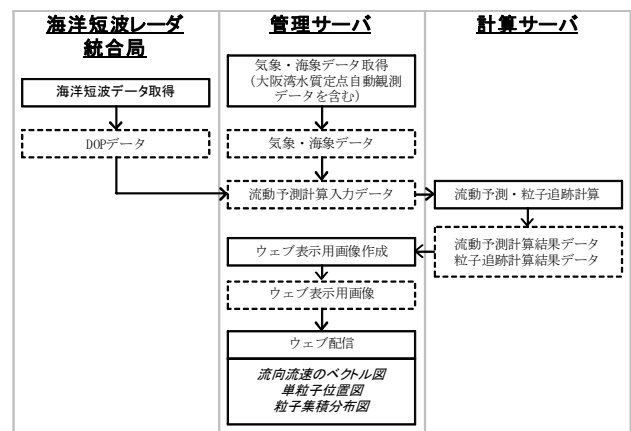 海洋短波レーダ
統合局
管理サーバ
計算サーバ
海洋短波データ取得
DOPデータ
気象・海象データ取得
(大阪湾水質定点自動観測
データを含む)
気象・海象データ
流動予測計算入力データ
流動予測・粒子追跡計算
流動予測計算結果データ
粒子追跡計算結果データ
ウェブ表示用画像作成
ウェブ表示用画像
ウェブ配信
流向流速のベクトル図
単粒子位置図
粒子集積分布図